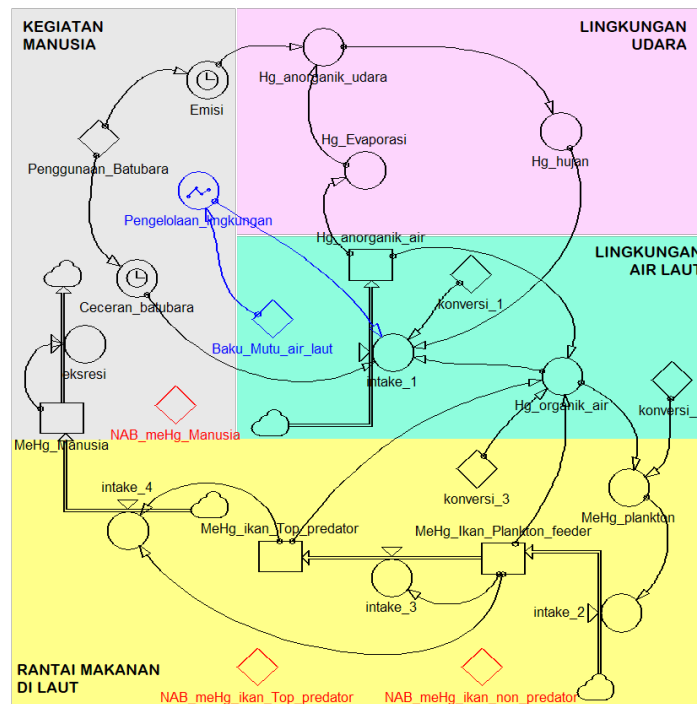 KEGIATAN
MANUSIA
LINGKUNGAN
UDARA
Emisi
Hg_anorganik_udara
Hg_Evaporasi
Hg_hujan
Penggunaan_Batubara
Pengelolaan_lingkungan
Hg_anorganik_air
LINGKUNGAN
AIR LAUT
Ceceran_batubara
konversi_1
Baku_Mutu_air_laut
eksresi
intake_1
Hg_organik_air
konversi_
NAB_meHg_Manusia
MeHg_Manusia
konversi_3
intake_4
MeHg_plankton
MeHg_ikan_Top_predator
MeHg_Ikan_Plankton_feeder
intake_3
intake_2
RANTAI MAKANAN
DI LAUT
NAB_meHg_ikan_Top_predator
NAB_meHg_ikan_non_predator